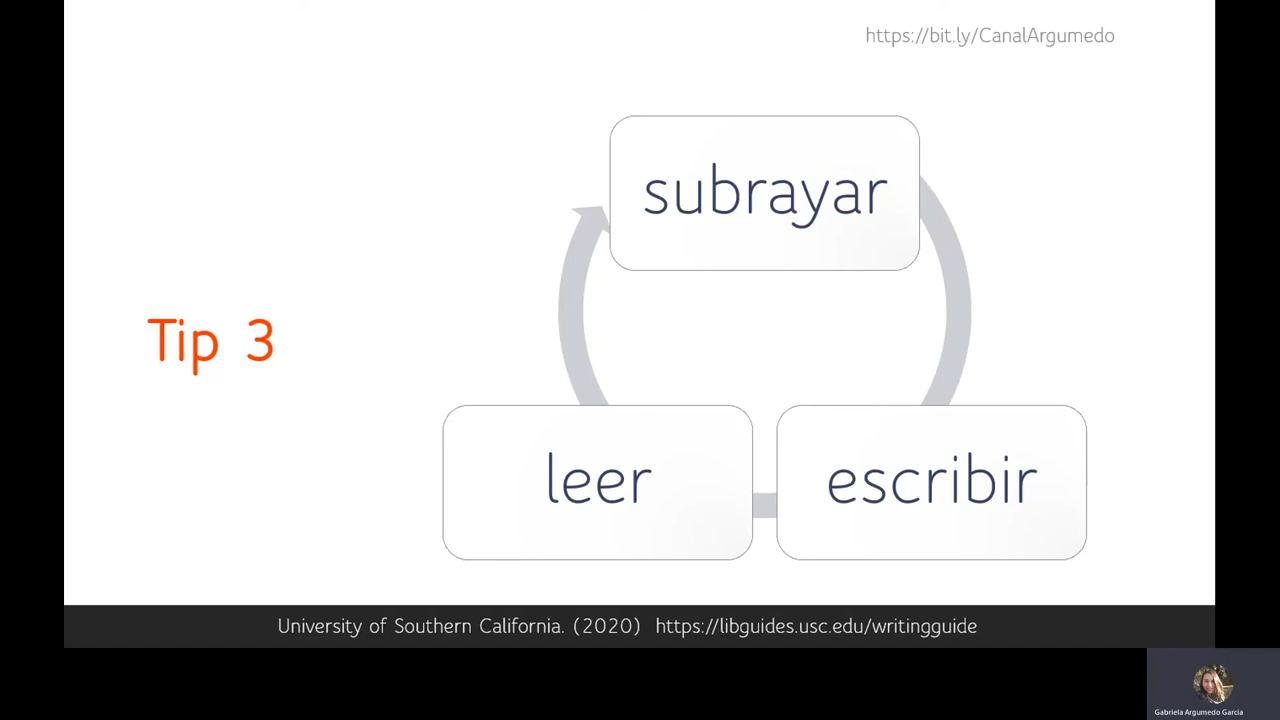 https://bit.ly/CanalArgumedo
subrayar
Tip 3
leer
escribir
University of Southern California. (2020) https://libguides.usc.edu/writingguide
Gabriela Argumedo Garcia